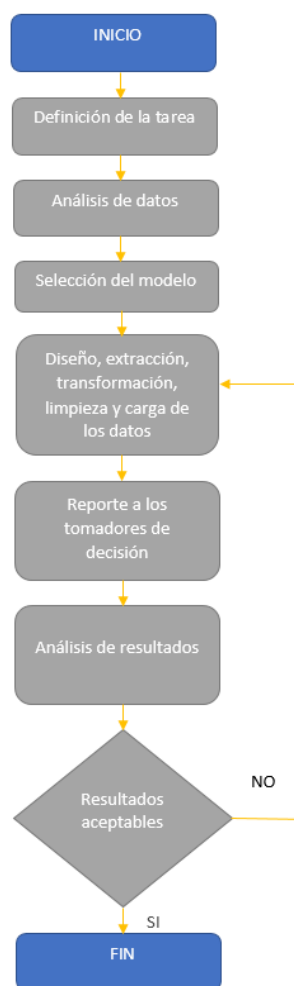 INICIO
Definición de la tarea
Análisis de datos
Selección del modelo
Diseño, extracción,
transformación,
limpieza y carga de
los datos
Reporte a los
tomadores de
decisión
Análisis de resultados
Resultados
aceptables
NO
SI
FIN